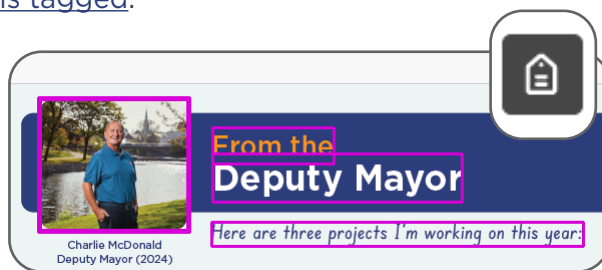 is tagged.
From the
Deputy Mayor
Here are three projects I'm working on this year:
Charlie McDonald
Deputy Mayor (2024)